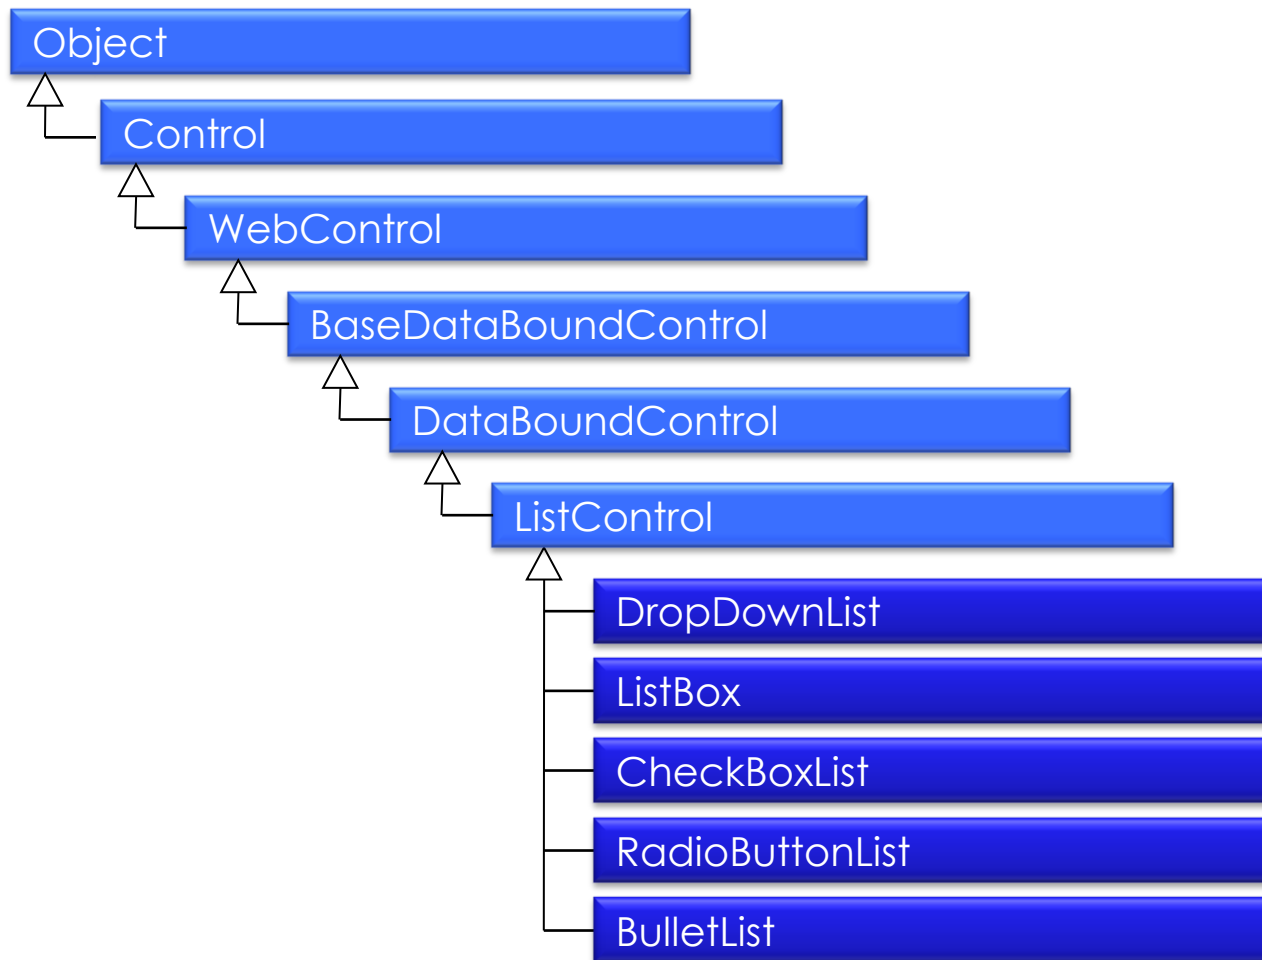 Object
Control
WebControl
BaseDataBoundControl
DataBoundControl
ListControl
DropDownList
ListBox
CheckBoxList
RadioButtonList
BulletList